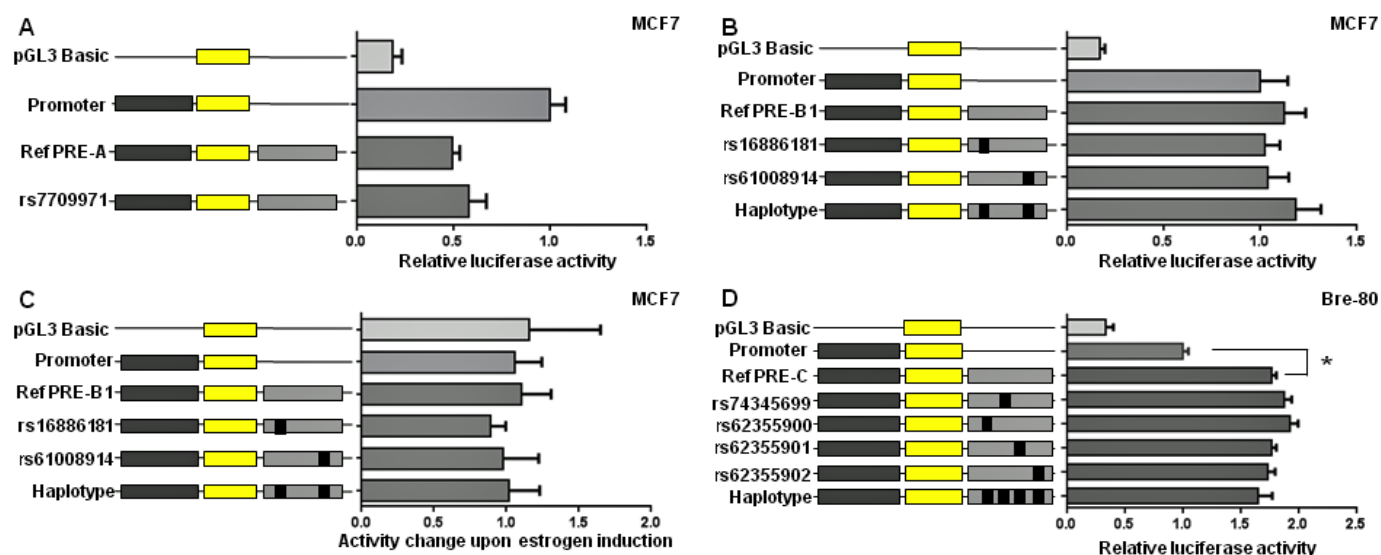 A
MCF7
pGL3 Basic
Promoter
Ref PRE-A
rs7709971
0.0 0.5 1.0 1.5
Relative luciferase activity
B
MCF7
pGL3 Basic
Promoter
Ref PRE-B1
rs16886181
rs61008914
Haplotype
0.0 0.5 1.0 1.5
Relative luciferase activity
C
MCF7
pGL3 Basic
Promoter
Ref PRE-B1
rs16886181
rs61008914
Haplotype
0.0 0.5 1.0 1.5 2.0
Activity change upon estrogen induction
D
Bre-80
pGL3 Basic
Promoter
*
Ref PRE-C
rs74345699
rs62355900
rs62355901
rs62355902
Haplotype
0.0 0.5 1.0 1.5 2.0 2.5
Relative luciferase activity